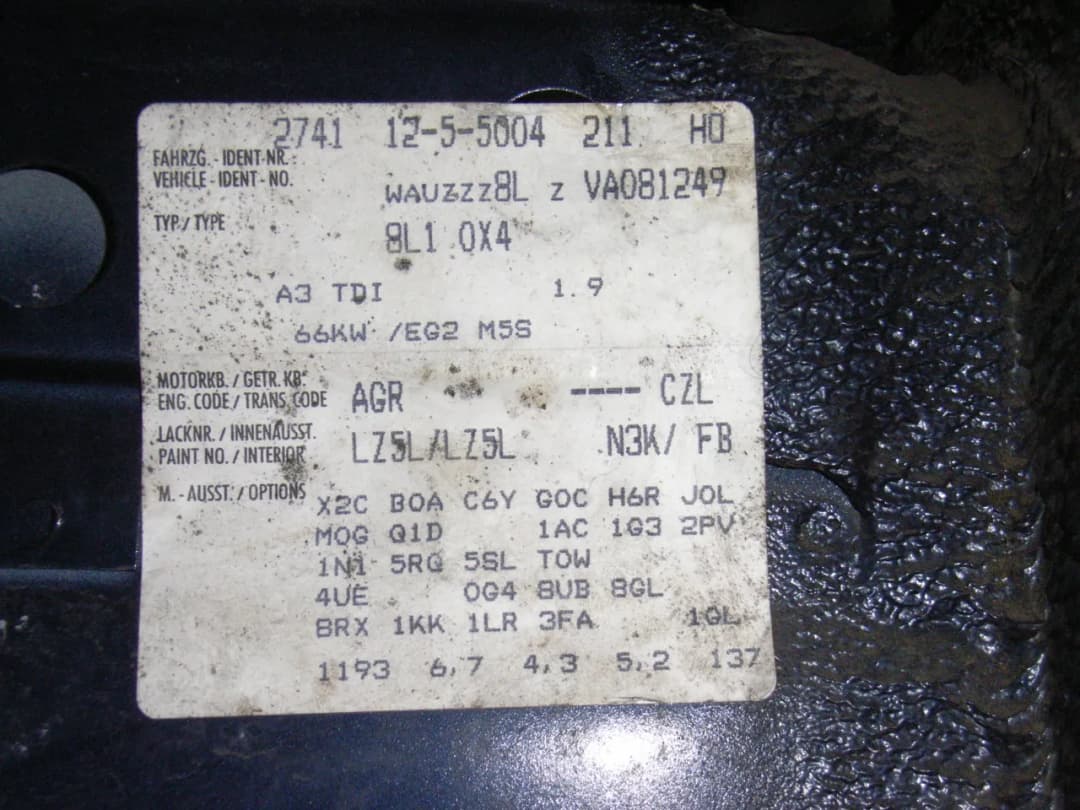 2741 12-5-5004 211 HO
FAHRZG. - IDENT-NR.:
VEHICLE - IDENT - NO. WAUZZZ8L Z VA081249
TYP / TYPE 8L1 0X4
A3 TDI 1.9
66KW /EG2 M5S
MOTORKB. / GETR.KB.
ENG. CODE / TRANS. CODE AGR ---- CZL
LACKNR. / INNENAUSST.
PAINT NO. / INTERIOR LZ5L/LZ5L N3K/ FB
M. - AUSST. / OPTIONS
X2C B0A C6Y G0C H6R J0L
M0G Q1D 1AC 1G3 2PV
1N1 5RQ 5SL T0W
4UE 0G4 8UB 8GL
8RX 1KK 1LR 3FA 1GL
1193 6,7 4,3 5,2 137